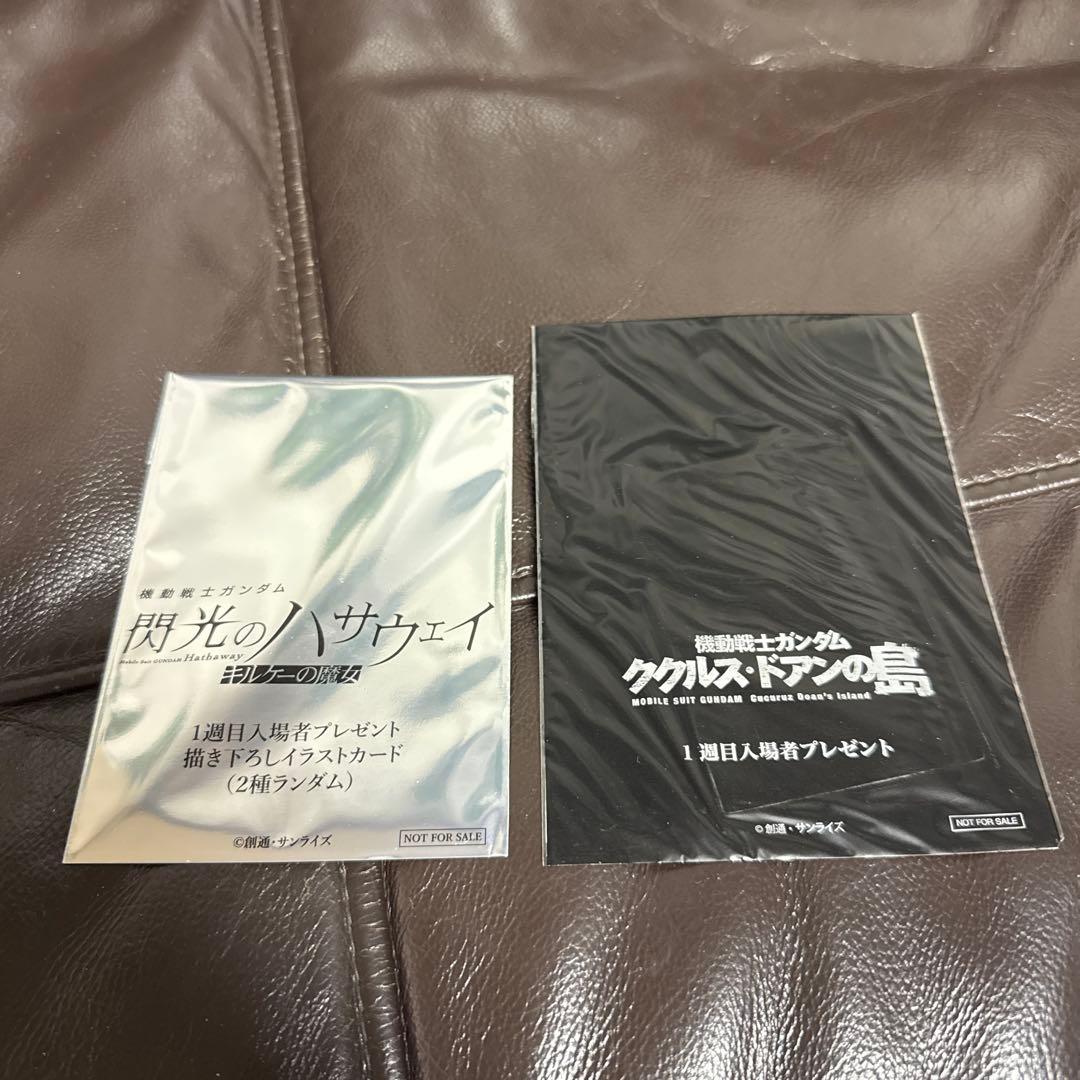 機動戦士ガンダム
閃光のハサウェイ
Mobile Suit GUNDAM Hathaway
キルケーの魔女
1週目入場者プレゼント
描き下ろしイラストカード
(2種ランダム)
©創通・サンライズ
NOT FOR SALE
機動戦士ガンダム
ククルス・ドアンの島
MOBILE SUIT GUNDAM Cucuruz Doan's Island
1週目入場者プレゼント
©創通・サンライズ
NOT FOR SALE